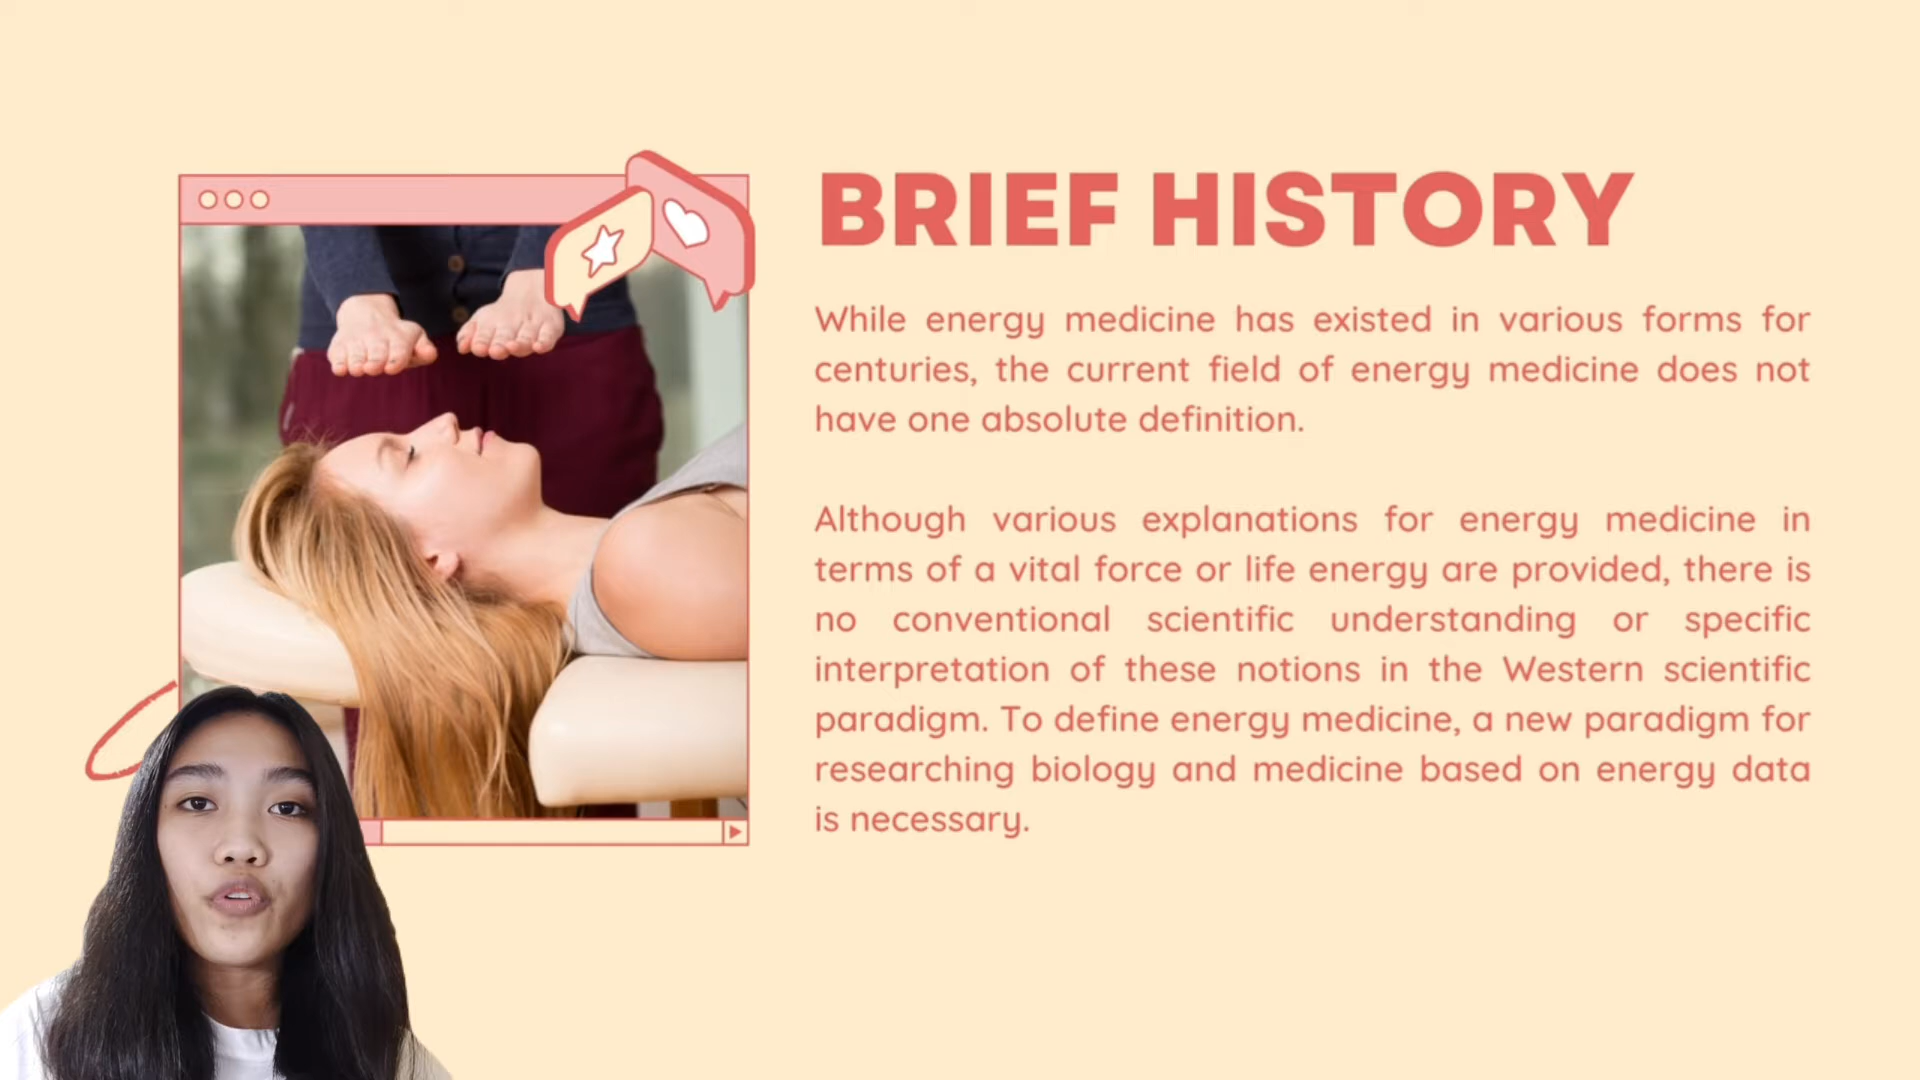 BRIEF HISTORY
While energy medicine has existed in various forms for
centuries, the current field of energy medicine does not
have one absolute definition.
Although various explanations for energy medicine in
terms of a vital force or life energy are provided, there is
no conventional scientific understanding or specific
interpretation of these notions in the Western scientific
paradigm. To define energy medicine, a new paradigm for
researching biology and medicine based on energy data
is necessary.